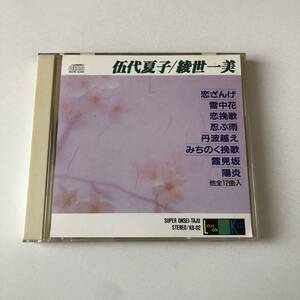 伍代夏子/綾世一美
恋ざんげ
雪中花
恋挽歌
忍ぶ雨
丹波越え
みちのく挽歌
霞見坂
陽炎
他全12曲入
SUPER ONSEI-TAJU
STEREO/KB-02